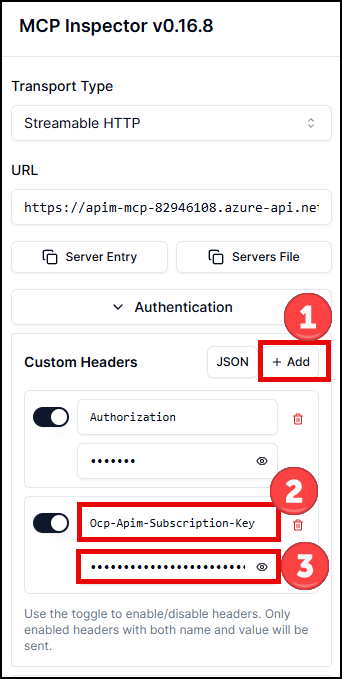 MCP Inspector v0.16.8
Transport Type
Streamable HTTP
URL
https://apim-mcp-82946108.azure-api.net
Server Entry
Servers File
Authentication
1
Custom Headers
JSON
+ Add
Authorization
•••••••
2
Ocp-Apim-Subscription-Key
3
Use the toggle to enable/disable headers. Only
enabled headers with both name and value will be
sent.